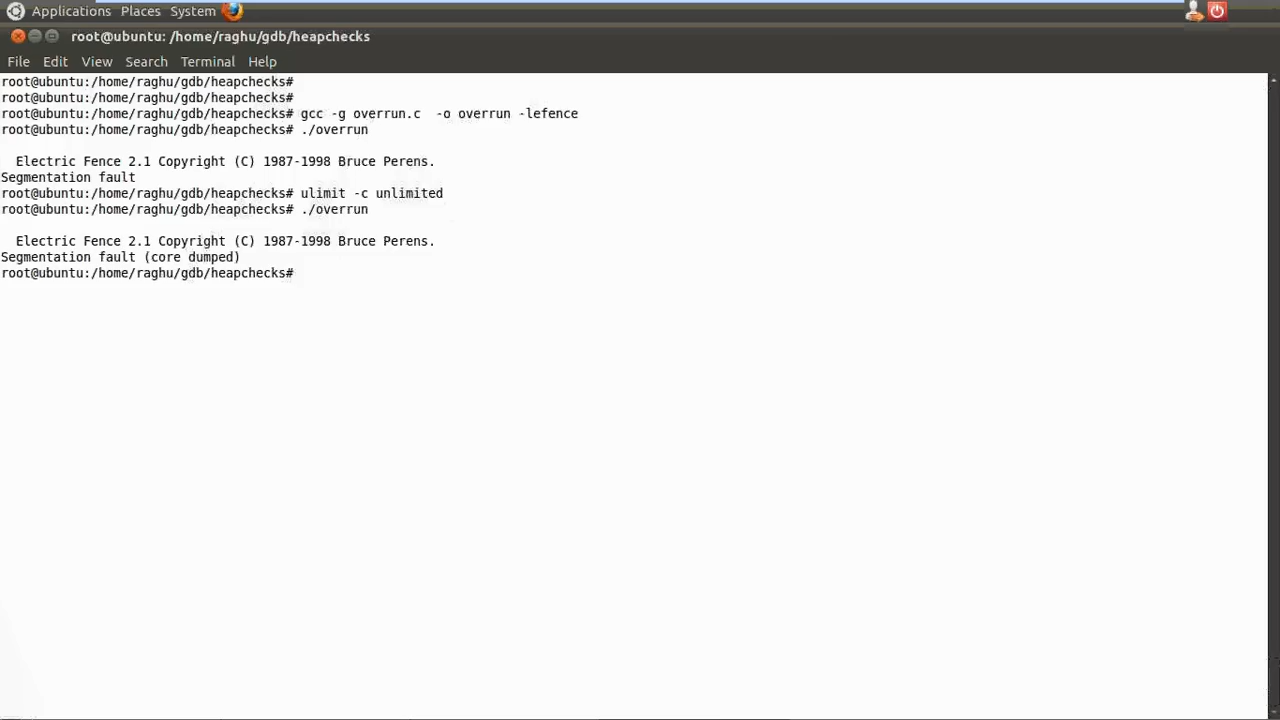 Applications Places System
root@ubuntu: /home/raghu/gdb/heapchecks
File Edit View Search Terminal Help
root@ubuntu:/home/raghu/gdb/heapchecks#
root@ubuntu:/home/raghu/gdb/heapchecks#
root@ubuntu:/home/raghu/gdb/heapchecks# gcc -g overrun.c  -o overrun -lefence
root@ubuntu:/home/raghu/gdb/heapchecks# ./overrun
Electric Fence 2.1 Copyright (C) 1987-1998 Bruce Perens.
Segmentation fault
root@ubuntu:/home/raghu/gdb/heapchecks# ulimit -c unlimited
root@ubuntu:/home/raghu/gdb/heapchecks# ./overrun
Electric Fence 2.1 Copyright (C) 1987-1998 Bruce Perens.
Segmentation fault (core dumped)
root@ubuntu:/home/raghu/gdb/heapchecks#